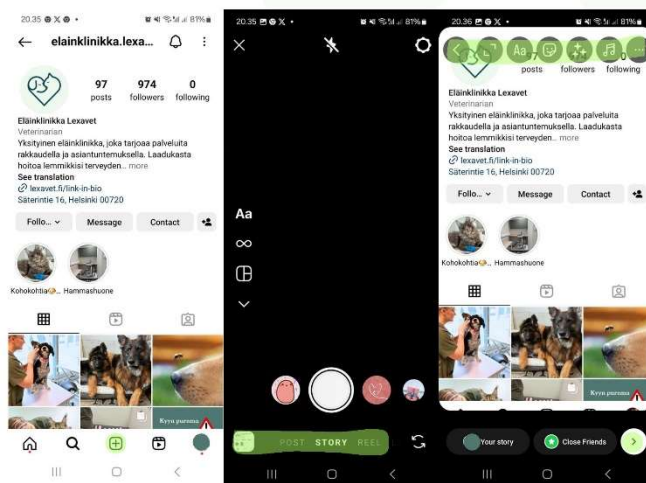 20.35
81%
elainklinikka.lexa...
97 974 0
posts followers following
Eläinklinikka Lexavet
Veterinarian
Yksityinen eläinklinikka, joka tarjoaa palveluita
rakkaudella ja asiantuntemuksella. Laadukasta
hoitoa lemmikkisi terveyden... more
See translation
lexavet.fi/link-in-bio
Säterintie 16, Helsinki 00720
Follo... Message Contact
Kohokohtia... Hammashuone
Kyyn purema
20.35
81%
Aa
POST STORY REEL
20.36
81%
Aa
97
posts followers following
Eläinklinikka Lexavet
Veterinarian
Yksityinen eläinklinikka, joka tarjoaa palveluita
rakkaudella ja asiantuntemuksella. Laadukasta
hoitoa lemmikkisi terveyden... more
See translation
lexavet.fi/link-in-bio
Säterintie 16, Helsinki 00720
Follo... Message Contact
Kohokohtia... Hammashuone
Kyyn purema
Your story Close Friends